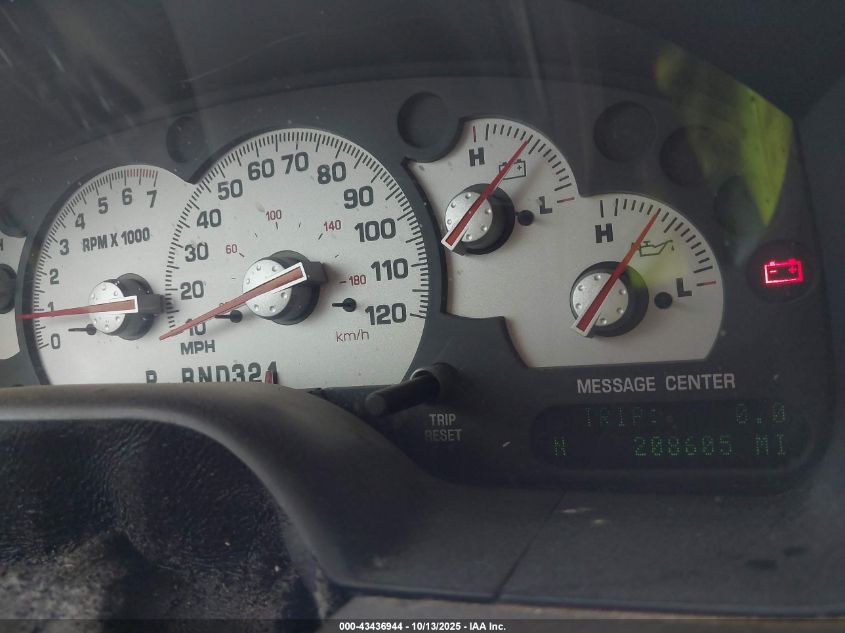 0 1 2 3 4 5 6 7
RPM X 1000
10 20 30 40 50 60 70 80 90 100 110 120
60 100 140 180
MPH
km/h
P RND321
H L
H L
TRIP
RESET
MESSAGE CENTER
TRIP: 0.0
N 208605 MI
000-43436944 - 10/13/2025 - IAA Inc.